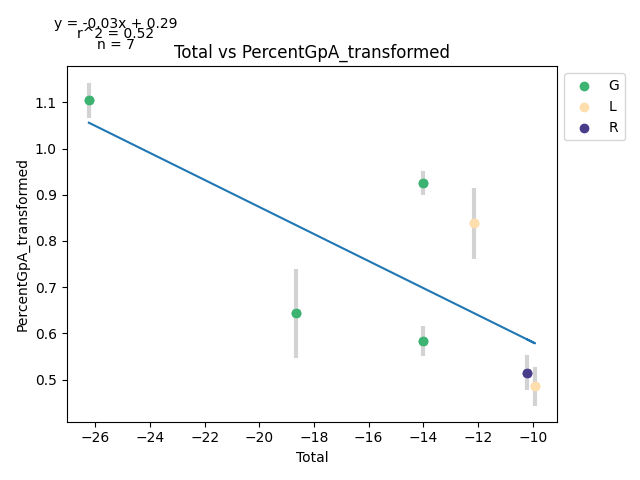 y = -0.03x + 0.29
r^2 = 0.52
n = 7
Total vs PercentGpA_transformed
G
L
R
PercentGpA_transformed
1.1
1.0
0.9
0.8
0.7
0.6
0.5
−26 −24 −22 −20 −18 −16 −14 −12 −10
Total